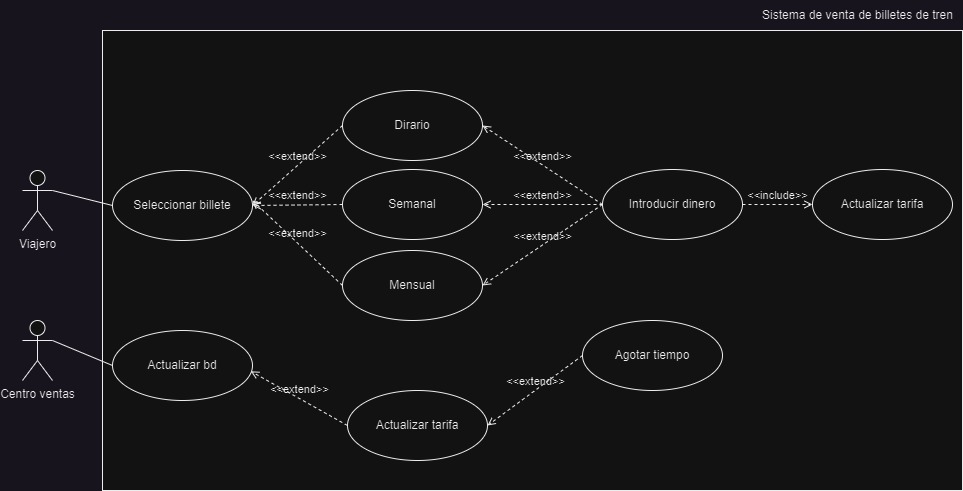 Sistema de venta de billetes de tren
Dirario
<<extend>>
<<extend>>
Viajero
Seleccionar billete
<<extend>>
Semanal
<<extend>>
Introducir dinero
<<include>>
Actualizar tarifa
<<extend>>
<<extend>>
Mensual
Centro ventas
Actualizar bd
<<extend>>
Actualizar tarifa
<<extend>>
Agotar tiempo